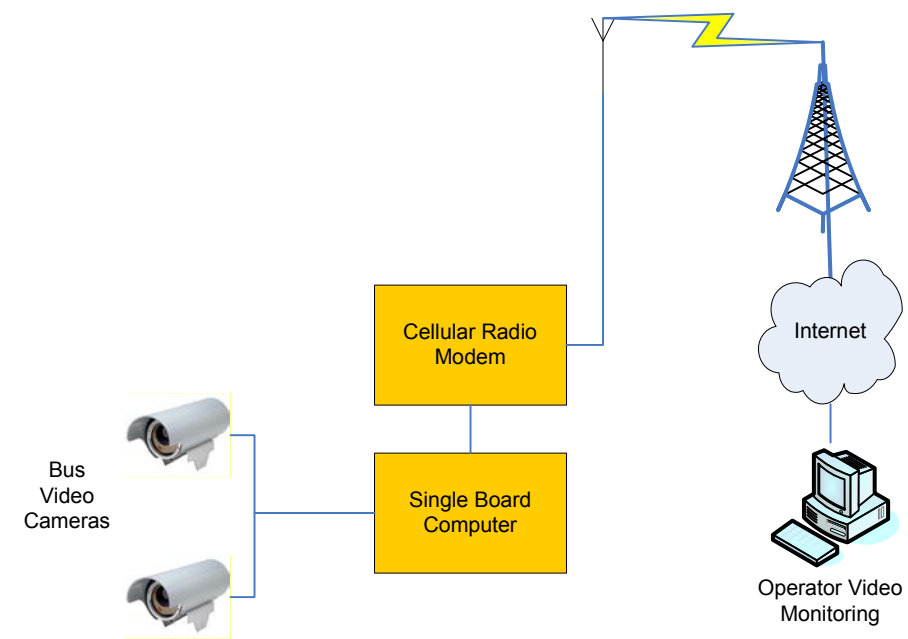 Cellular Radio
Modem
Internet
Bus
Video
Cameras
Single Board
Computer
Operator Video
Monitoring